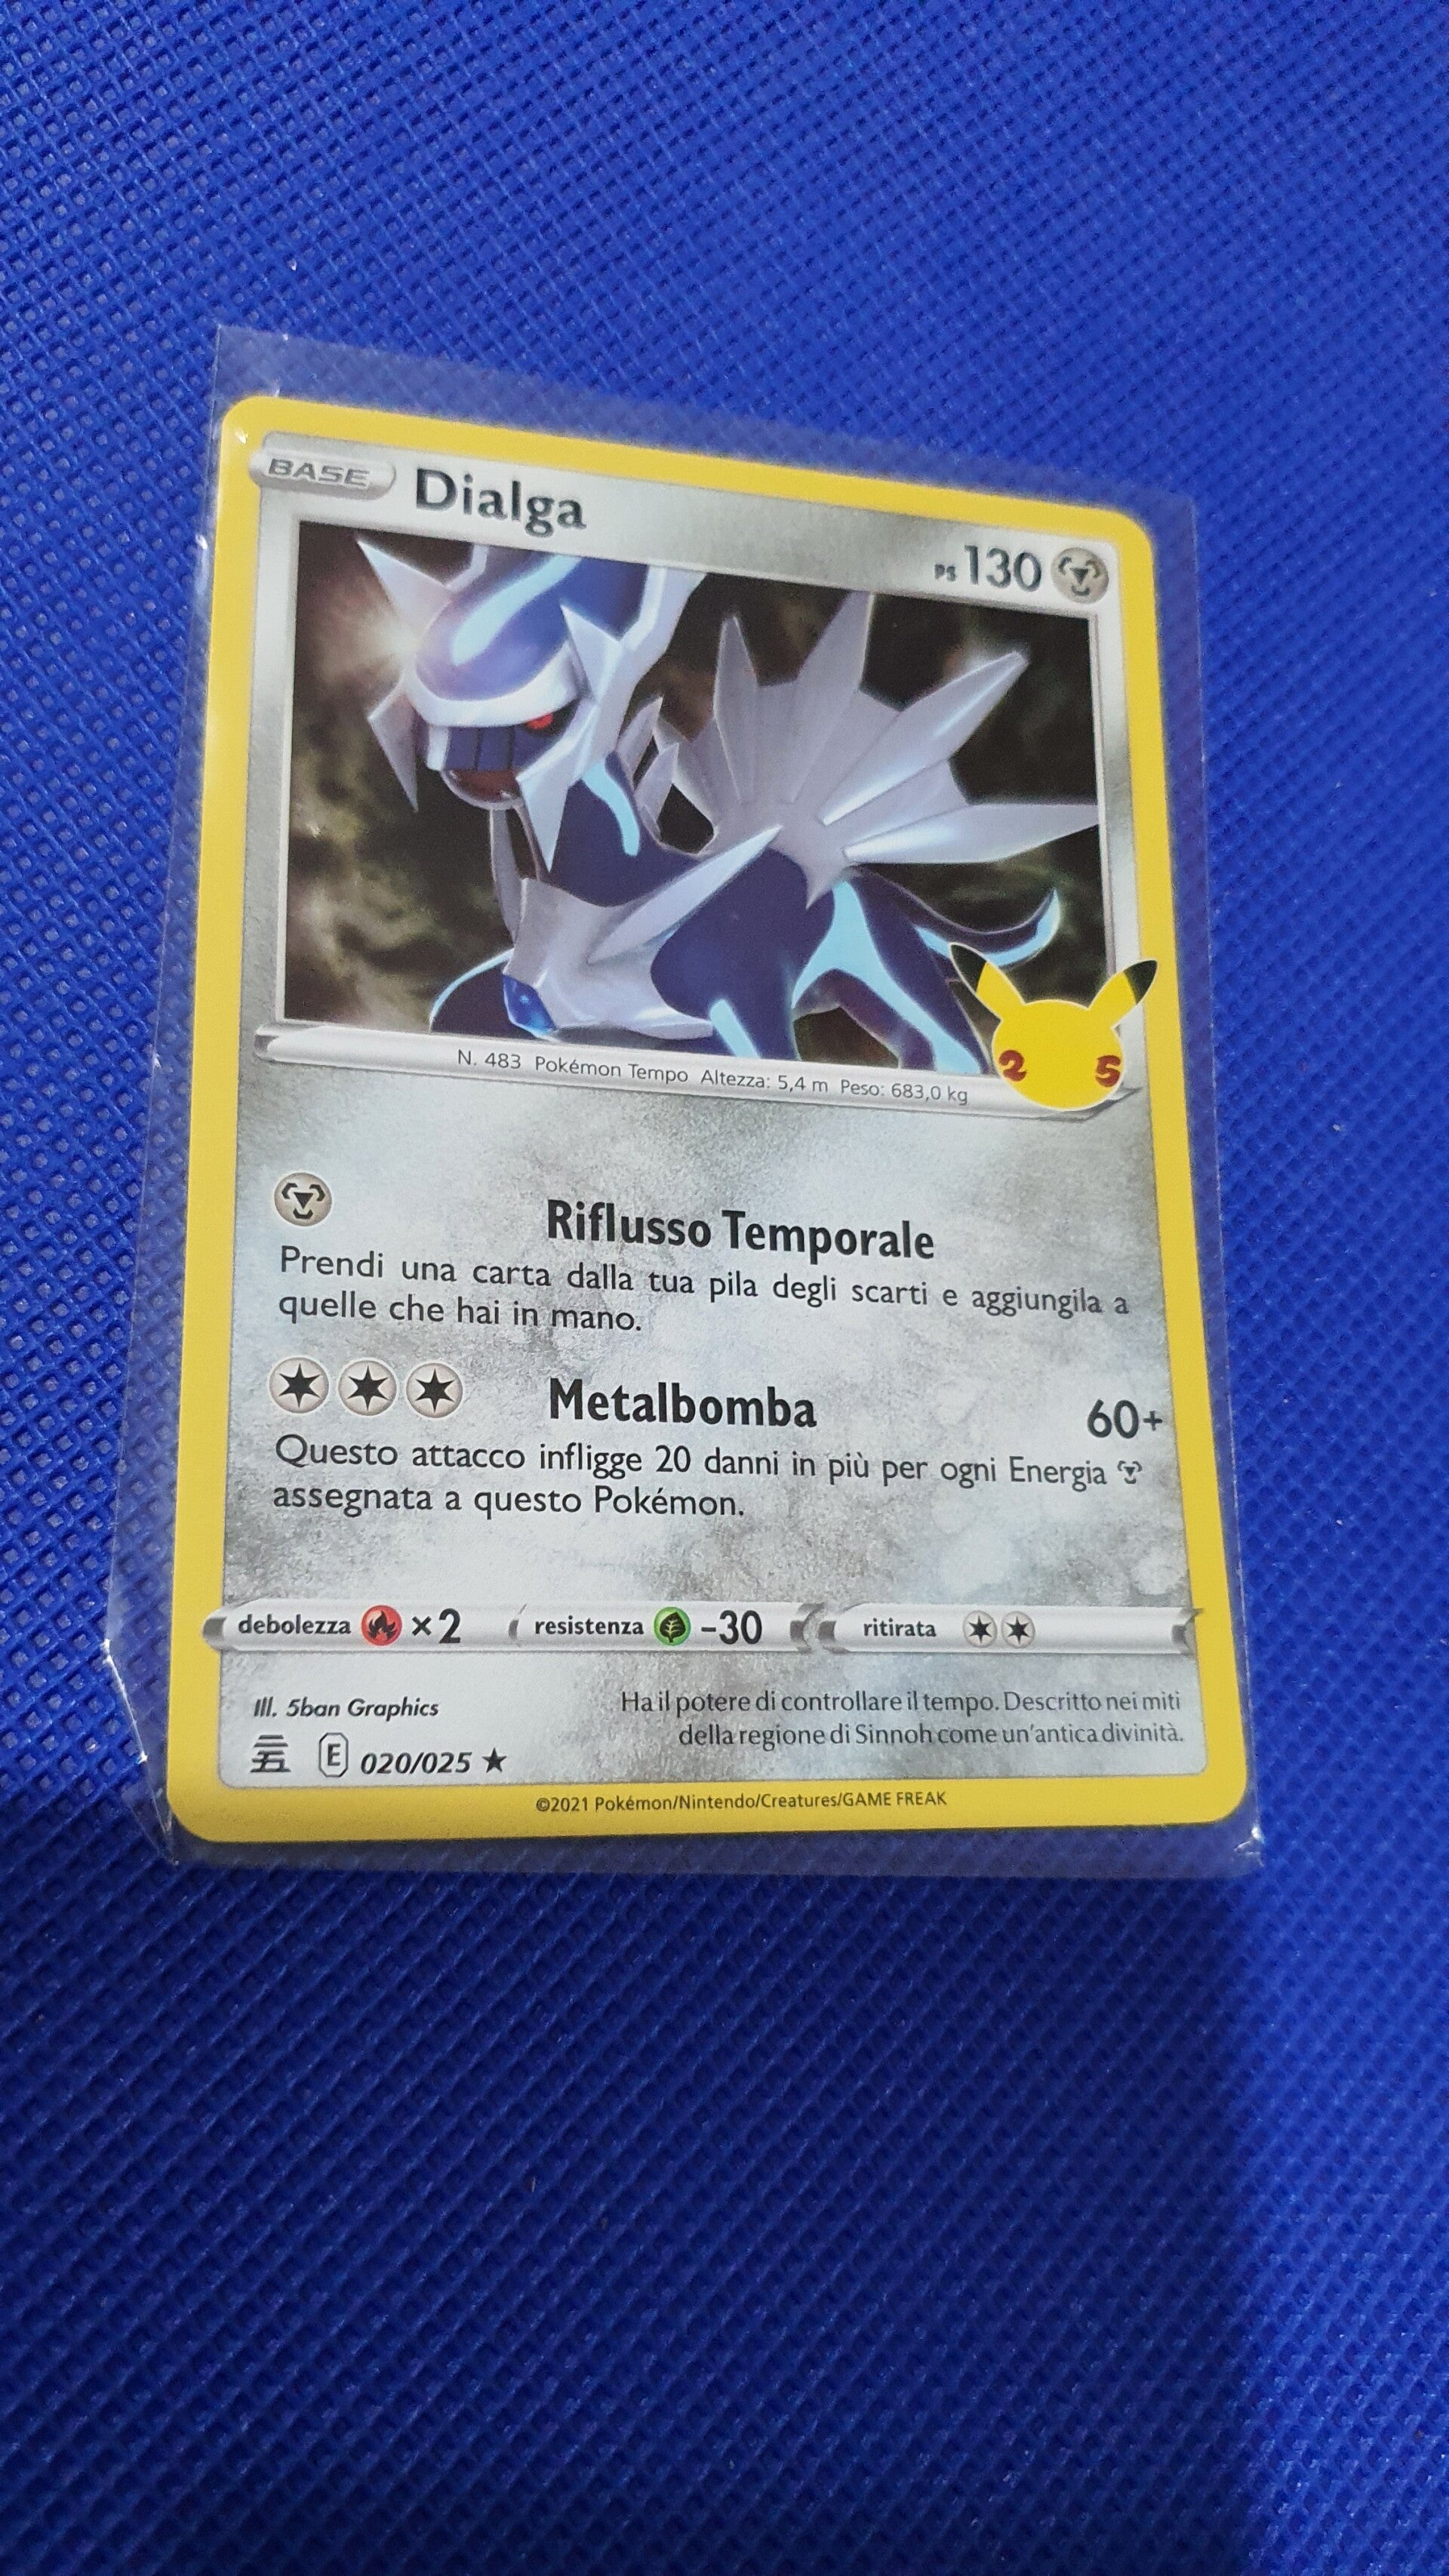 BASE Dialga
PS 130
N. 483 Pokémon Tempo Altezza: 5,4 m Peso: 683,0 kg
2 5
Riflusso Temporale
Prendi una carta dalla tua pila degli scarti e aggiungila a
quelle che hai in mano.
Metalbomba 60+
Questo attacco infligge 20 danni in più per ogni Energia
assegnata a questo Pokémon.
debolezza ×2 resistenza -30 ritirata
Ill. 5ban Graphics
Ha il potere di controllare il tempo. Descritto nei miti
della regione di Sinnoh come un'antica divinità.
E 020/025 ★
©2021 Pokémon/Nintendo/Creatures/GAME FREAK